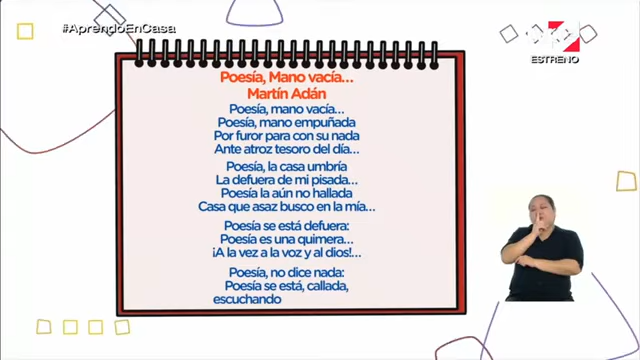 #AprendoEnCasa
ESTRENO
Poesía, Mano vacía...
Martín Adán
Poesía, mano vacía...
Poesía, mano empuñada
Por furor para con su nada
Ante atroz tesoro del día...
Poesía, la casa umbría
La defuera de mi pisada...
Poesía la aún no hallada
Casa que asaz busco en la mía...
Poesía se está defuera:
Poesía es una quimera...
¡A la vez a la voz y al dios!...
Poesía, no dice nada:
Poesía se está, callada,
escuchando